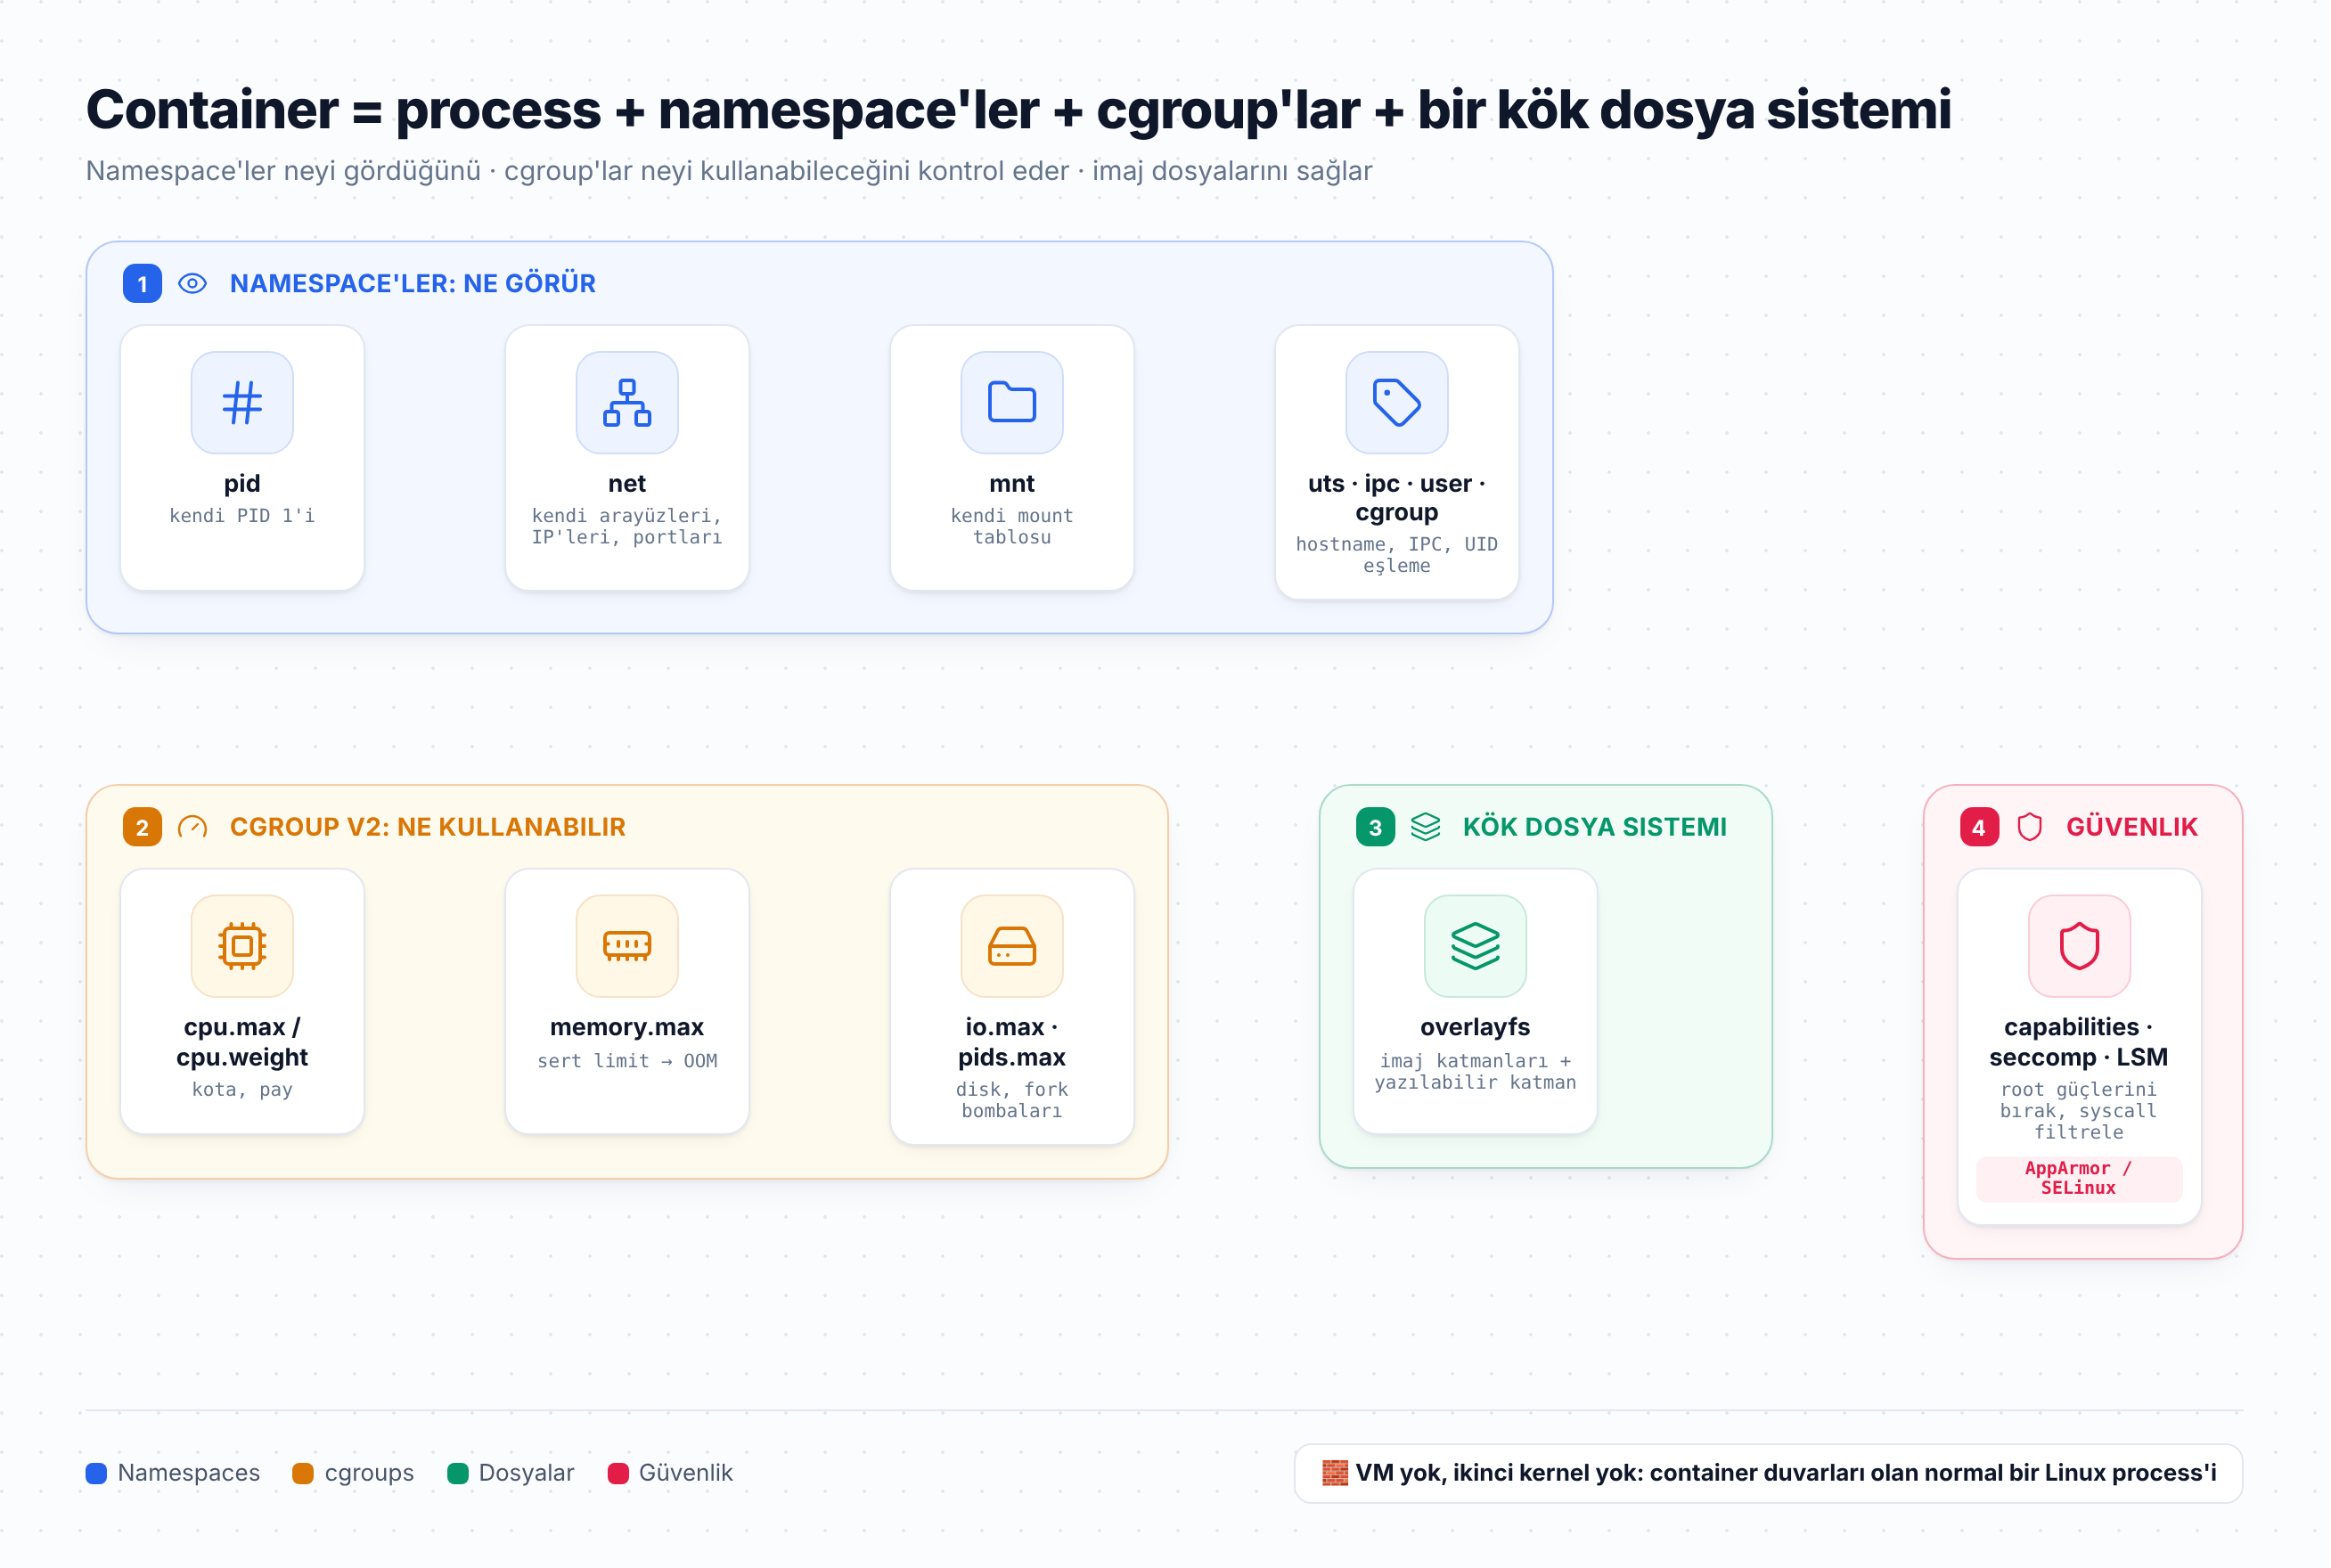 Container = process + namespace'ler + cgroup'lar + bir kök dosya sistemi
Namespace'ler neyi gördüğünü · cgroup'lar neyi kullanabileceğini kontrol eder · imaj dosyalarını sağlar
1 NAMESPACE'LER: NE GÖRÜR
pid
kendi PID 1'i
net
kendi arayüzleri,
IP'leri, portları
mnt
kendi mount
tablosu
uts · ipc · user ·
cgroup
hostname, IPC, UID
eşleme
2 CGROUP V2: NE KULLANABILIR
cpu.max /
cpu.weight
kota, pay
memory.max
sert limit → OOM
io.max ·
pids.max
disk, fork
bombaları
3 KÖK DOSYA SISTEMI
overlayfs
imaj katmanları +
yazılabilir katman
4 GÜVENLIK
capabilities ·
seccomp · LSM
root güçlerini
bırak, syscall
filtrele
AppArmor /
SELinux
Namespaces
cgroups
Dosyalar
Güvenlik
🧱 VM yok, ikinci kernel yok: container duvarları olan normal bir Linux process'i